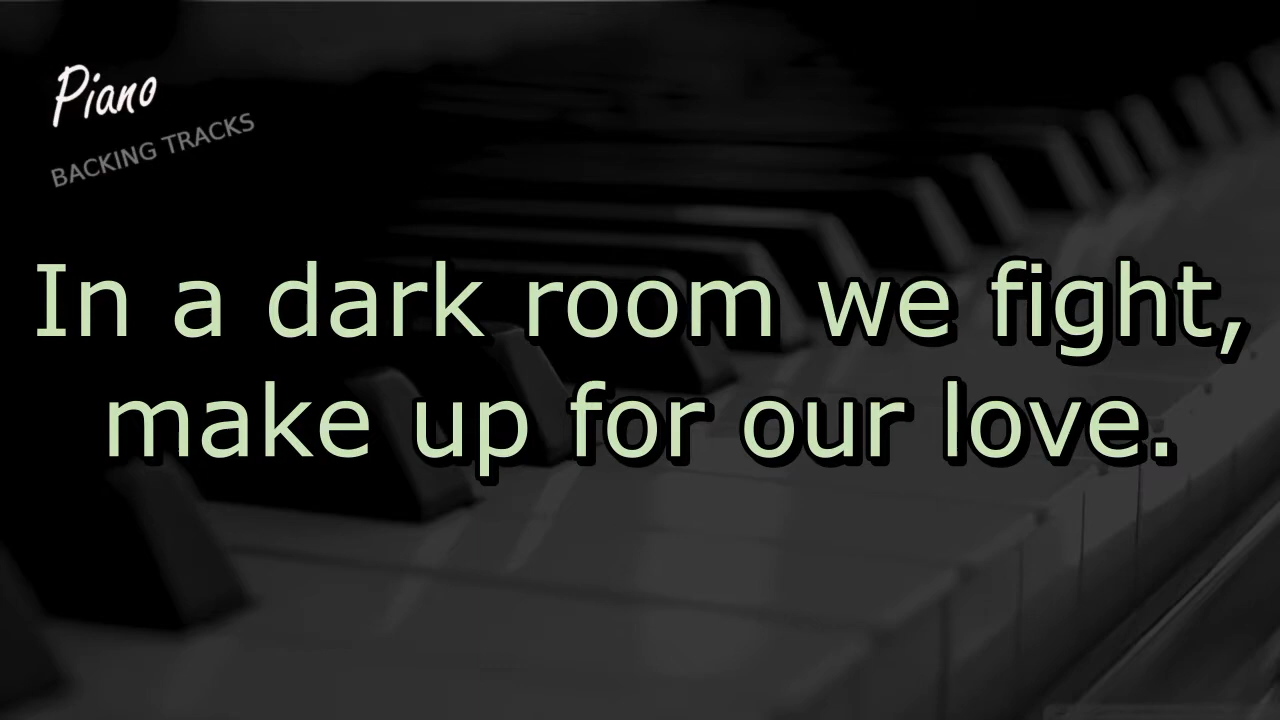 Piano
BACKING TRACKS
In a dark room we fight,
make up for our love.